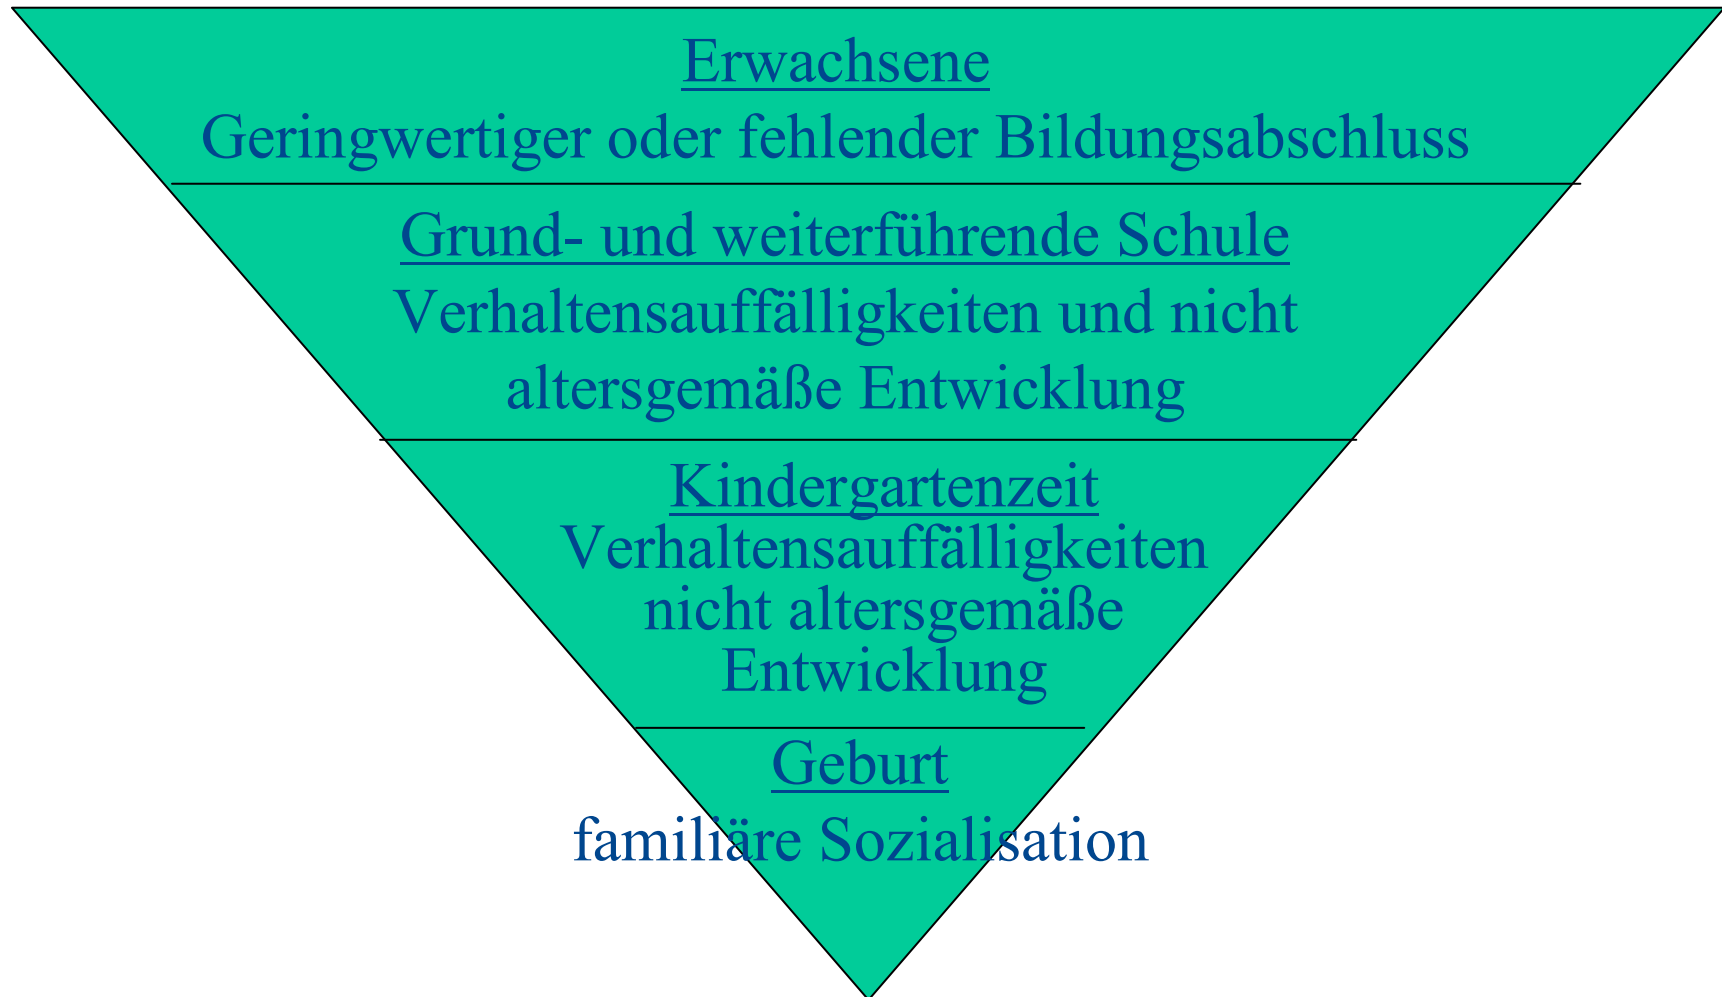 Erwachsene
Geringwertiger oder fehlender Bildungsabschluss
Grund- und weiterführende Schule
Verhaltensauffälligkeiten und nicht
altersgemäße Entwicklung
Kindergartenzeit
Verhaltensauffälligkeiten
nicht altersgemäße
Entwicklung
Geburt
familiäre Sozialisation